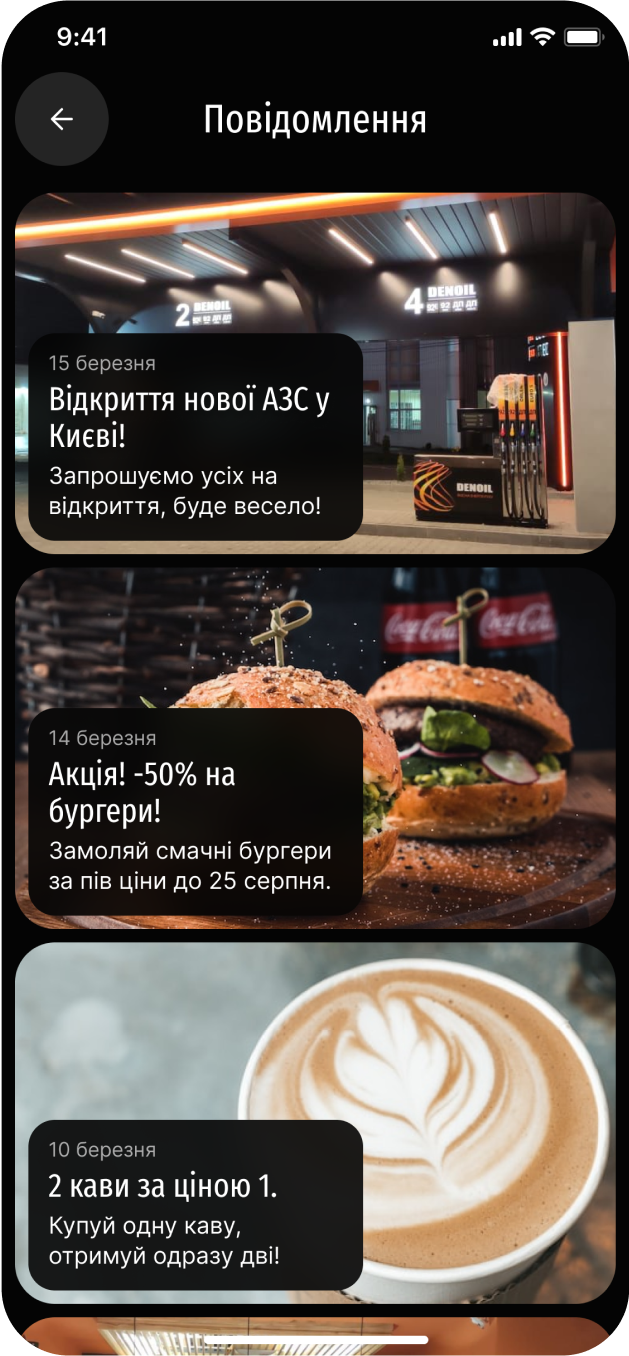 9:41
Повідомлення
2 DENOIL
4 DENOIL
DENOIL
15 березня
Відкриття нової АЗС у
Києві!
Запрошуємо усіх на
відкриття, буде весело!
Coca-Cola Coca-Cola
14 березня
Акція! -50% на
бургери!
Замоляй смачні бургери
за пів ціни до 25 серпня.
10 березня
2 кави за ціною 1.
Купуй одну каву,
отримуй одразу дві!